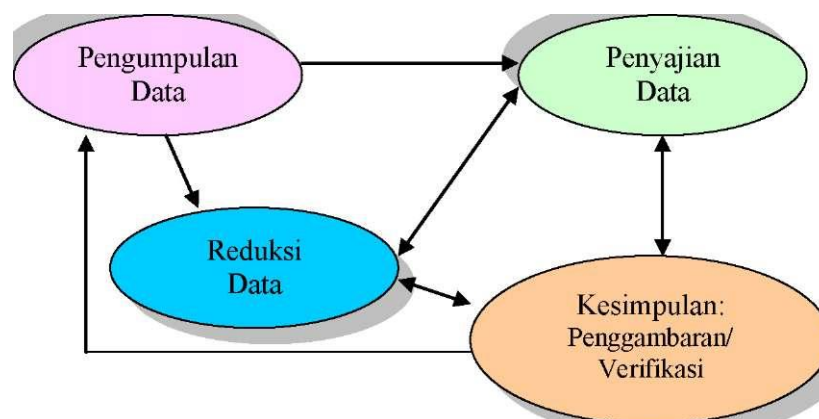 Pengumpulan
Data
Penyajian
Data
Reduksi
Data
Kesimpulan:
Penggambaran/
Verifikasi